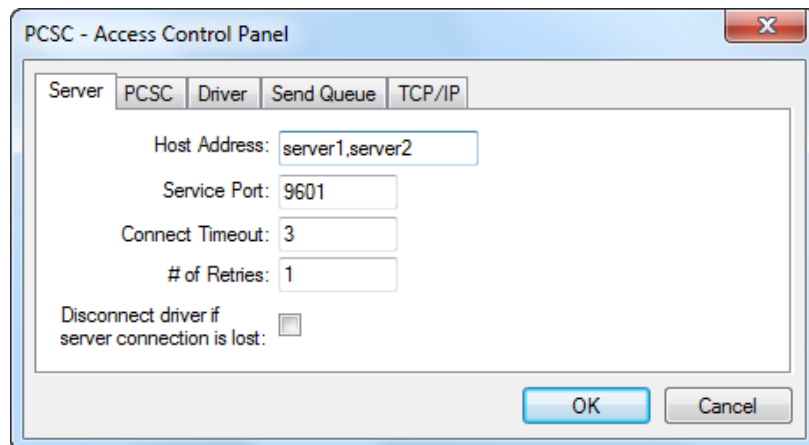 PCSC - Access Control Panel
Server PCSC Driver Send Queue TCP/IP
Host Address: server1,server2
Service Port: 9601
Connect Timeout: 3
# of Retries: 1
Disconnect driver if
server connection is lost:
OK Cancel